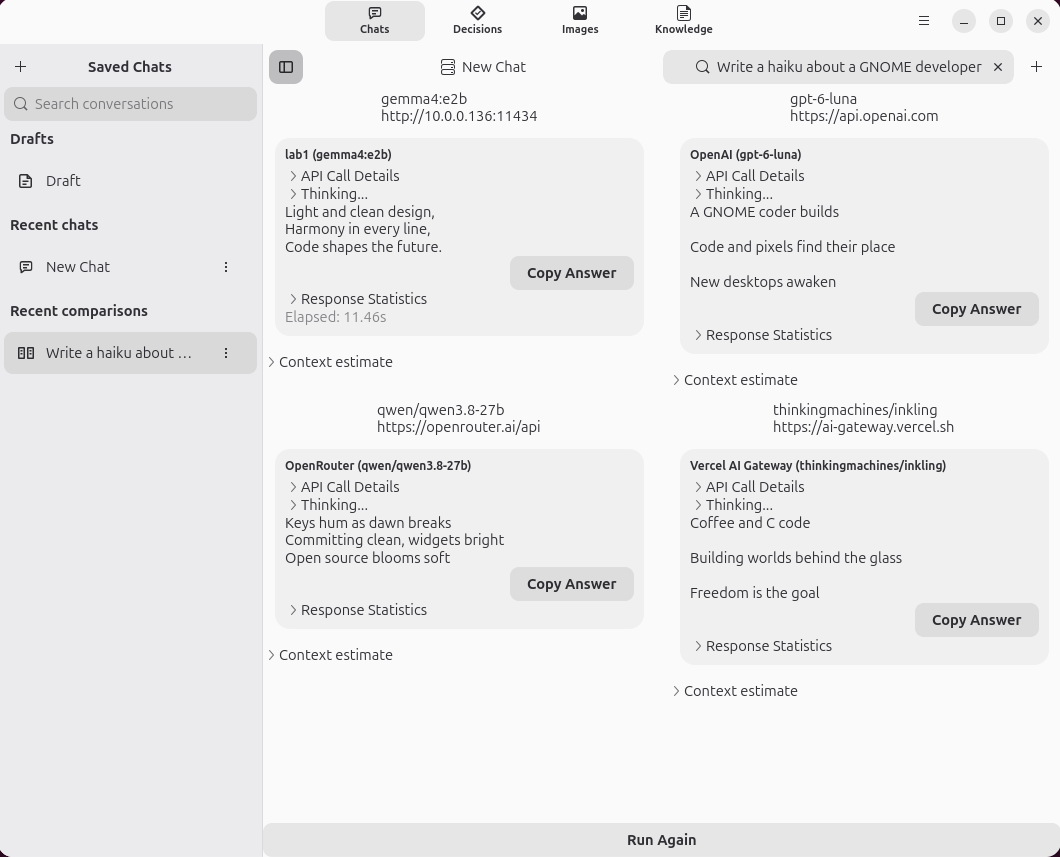 Chats
Decisions
Images
Knowledge
Saved Chats
Search conversations
Drafts
Draft
Recent chats
New Chat
Recent comparisons
Write a haiku about …
New Chat
Write a haiku about a GNOME developer
gemma4:e2b
http://10.0.0.136:11434
lab1 (gemma4:e2b)
API Call Details
Thinking...
Light and clean design,
Harmony in every line,
Code shapes the future.
Copy Answer
Response Statistics
Elapsed: 11.46s
Context estimate
gpt-6-luna
https://api.openai.com
OpenAI (gpt-6-luna)
API Call Details
Thinking...
A GNOME coder builds
Code and pixels find their place
New desktops awaken
Copy Answer
Response Statistics
Context estimate
qwen/qwen3.8-27b
https://openrouter.ai/api
OpenRouter (qwen/qwen3.8-27b)
API Call Details
Thinking...
Keys hum as dawn breaks
Committing clean, widgets bright
Open source blooms soft
Copy Answer
Response Statistics
Context estimate
thinkingmachines/inkling
https://ai-gateway.vercel.sh
Vercel AI Gateway (thinkingmachines/inkling)
API Call Details
Thinking...
Coffee and C code
Building worlds behind the glass
Freedom is the goal
Copy Answer
Response Statistics
Context estimate
Run Again